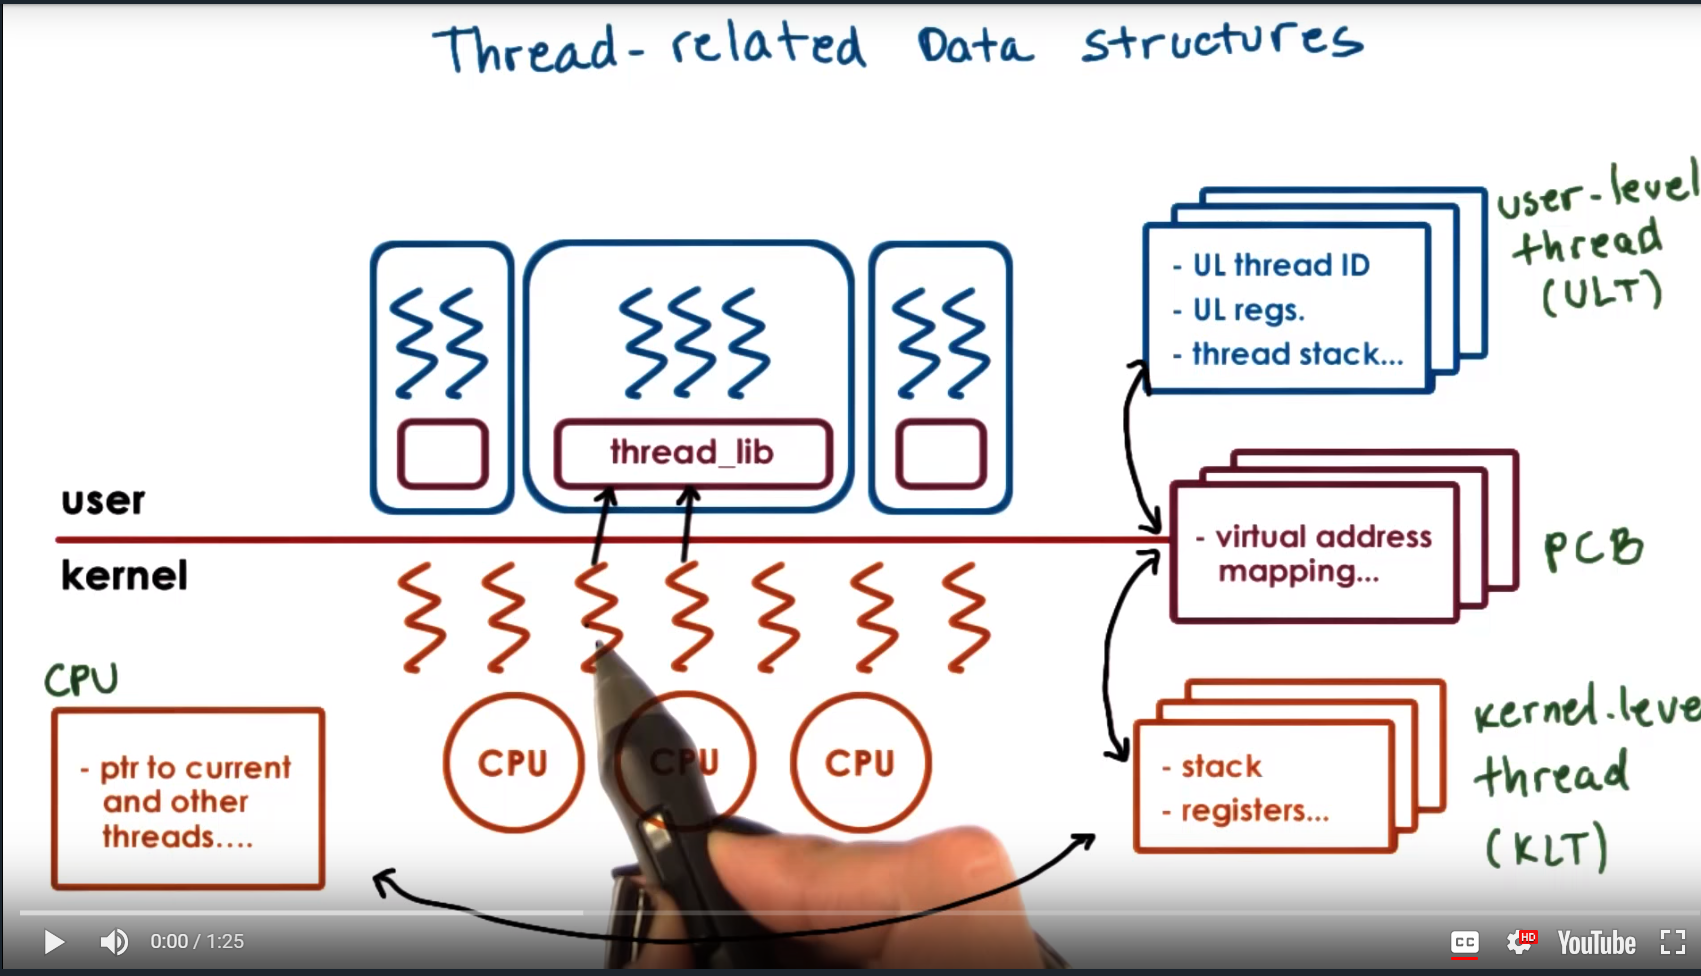 Thread-related Data structures
user-level
thread
(ULT)
- UL thread ID
- UL regs.
- thread stack...
thread_lib
user
kernel
- virtual address
mapping...
PCB
CPU
- ptr to current
and other
threads....
CPU
CPU
CPU
- stack
- registers...
kernel-leve
thread
(KLT)
0:00 / 1:25
CC
HD
YouTube